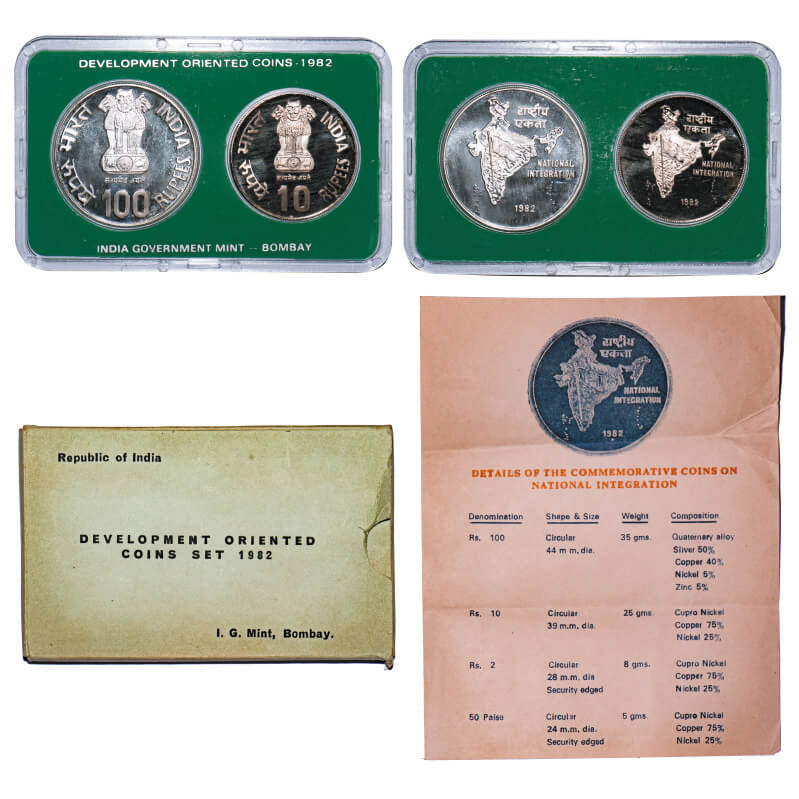 DEVELOPMENT ORIENTED COINS - 1982
भारत INDIA
रूपये RUPEES
सत्यमेव जयते
100
भारत INDIA
रूपये RUPEES
10
INDIA GOVERNMENT MINT -- BOMBAY
राष्ट्रीय
एकता
NATIONAL
INTEGRATION
1982
राष्ट्रीय
एकता
NATIONAL
INTEGRATION
1982
Republic of India
DEVELOPMENT ORIENTED
COINS SET 1982
I. G. Mint, Bombay.
राष्ट्रीय
एकता
NATIONAL
INTEGRATION
1982
DETAILS OF THE COMMEMORATIVE COINS ON
NATIONAL INTEGRATION
Denomination Shape & Size Weight Composition
Rs. 100 Circular 35 gms. Quaternary alloy
44 m m. dia. Sliver 50%
Copper 40%
Nickel 5%
Zinc 5%
Rs. 10 Circular 25 gms. Cupro Nickel
39 m.m. dia. Copper 75%
Nickel 25%
Rs. 2 Circular 8 gms. Cupro Nickel
28 m.m. dia Copper 75%
Security edged Nickel 25%
50 Paise Circular 5 gms. Cupro Nickel
24 m.m. dia. Copper 75%
Security edged Nickel 25%